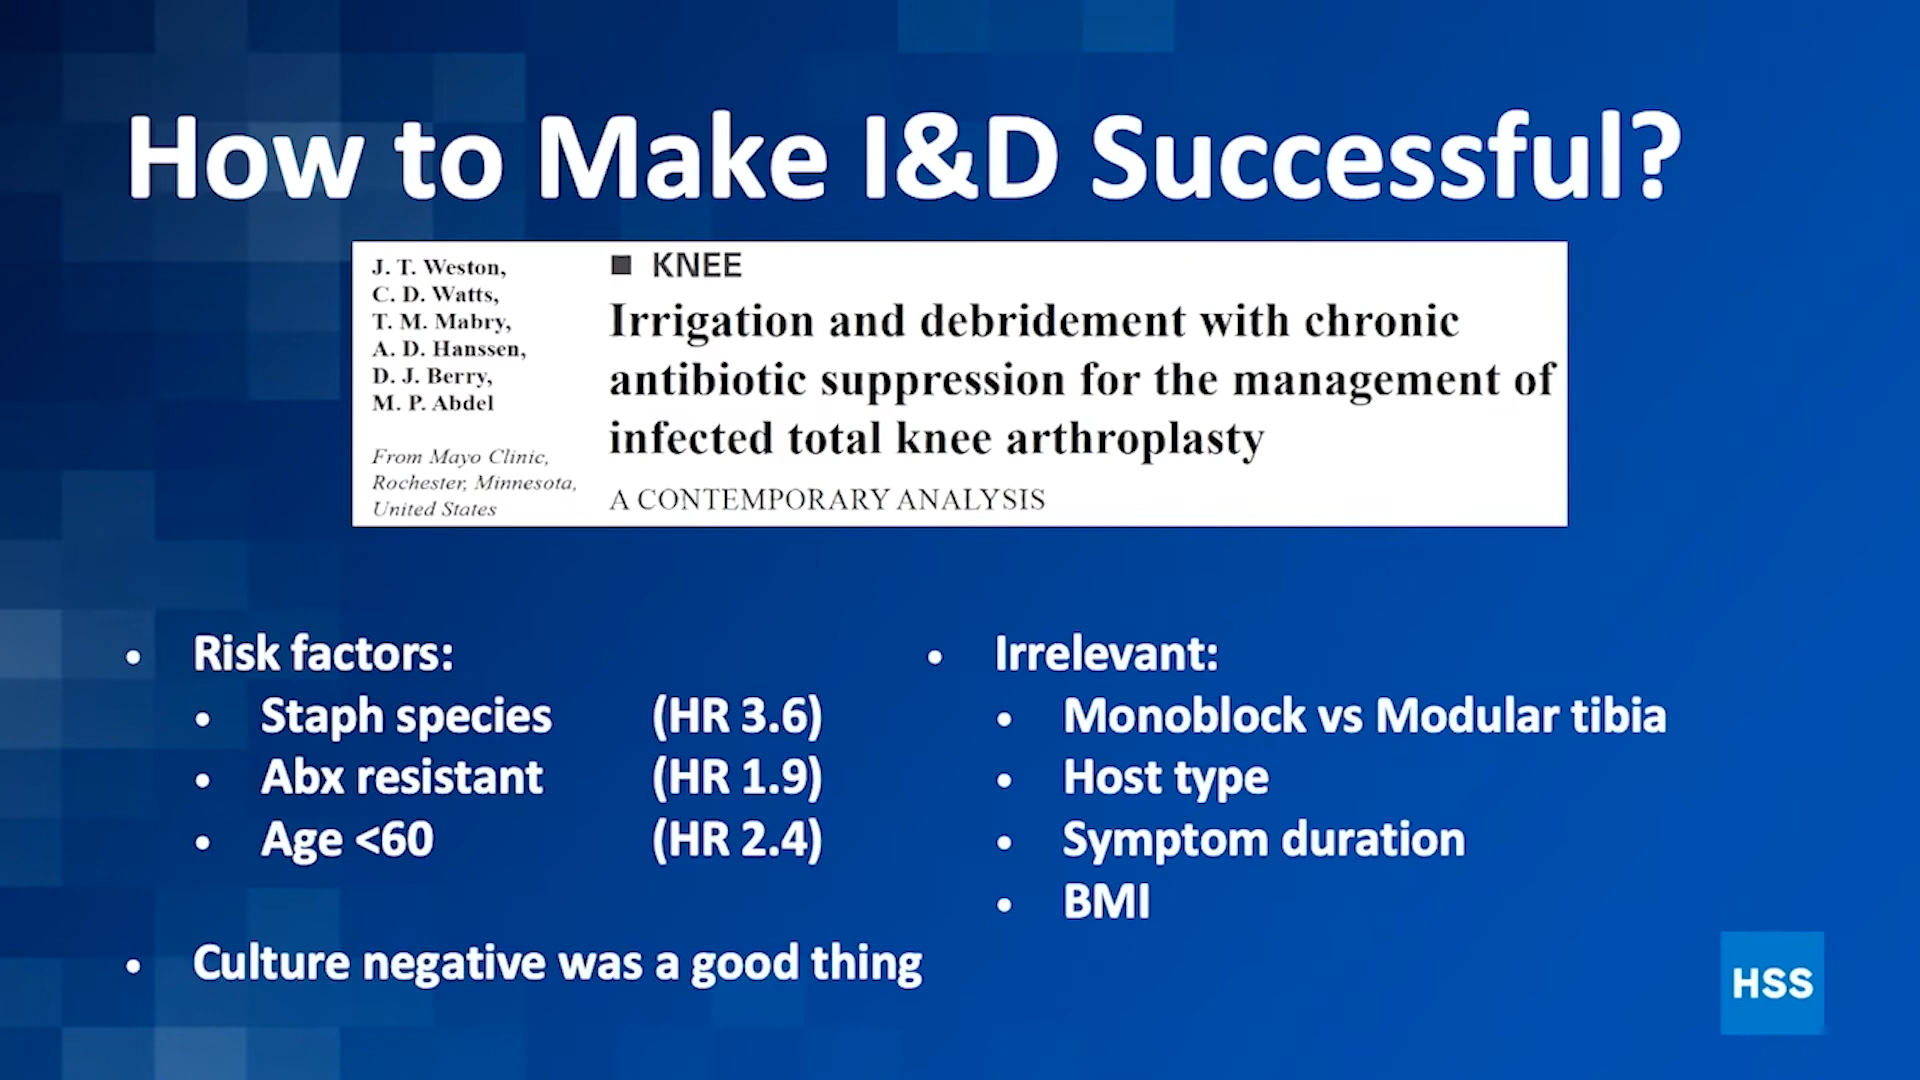 How to Make I&D Successful?
J. T. Weston,
C. D. Watts,
T. M. Mabry,
A. D. Hanssen,
D. J. Berry,
M. P. Abdel
From Mayo Clinic,
Rochester, Minnesota,
United States
■ KNEE
Irrigation and debridement with chronic
antibiotic suppression for the management of
infected total knee arthroplasty
A CONTEMPORARY ANALYSIS
• Risk factors:
• Staph species (HR 3.6)
• Abx resistant (HR 1.9)
• Age <60 (HR 2.4)
• Culture negative was a good thing
• Irrelevant:
• Monoblock vs Modular tibia
• Host type
• Symptom duration
• BMI
HSS